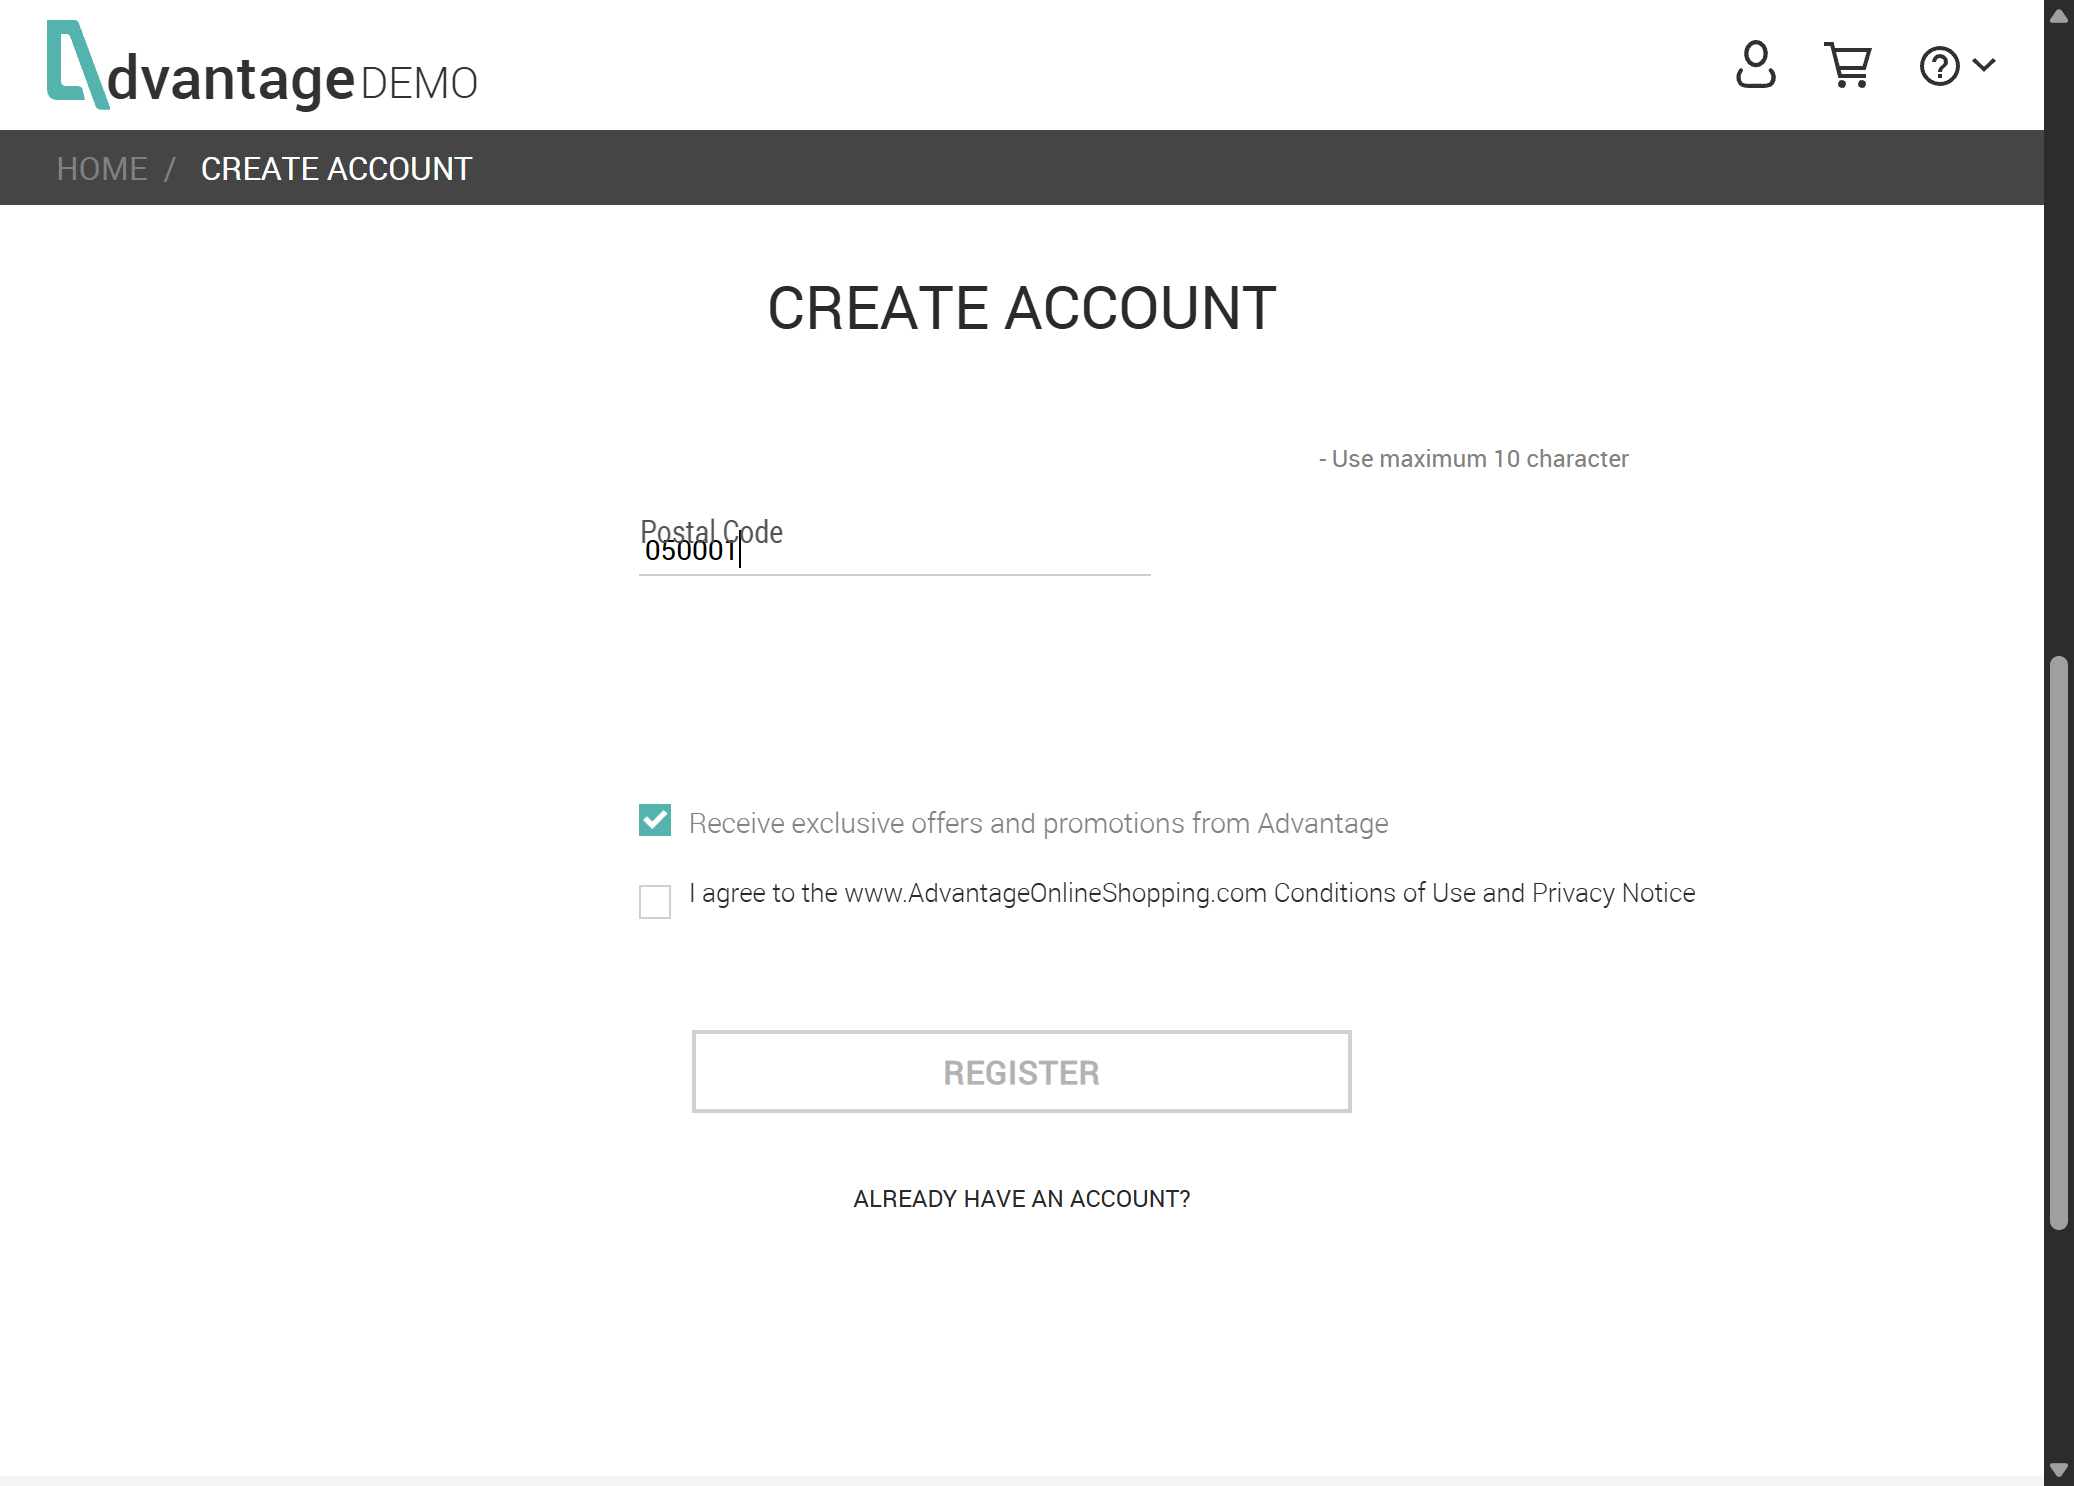 dvantage DEMO
HOME / CREATE ACCOUNT
CREATE ACCOUNT
- Use maximum 10 character
Postal Code
050001
Receive exclusive offers and promotions from Advantage
I agree to the www.AdvantageOnlineShopping.com Conditions of Use and Privacy Notice
REGISTER
ALREADY HAVE AN ACCOUNT?